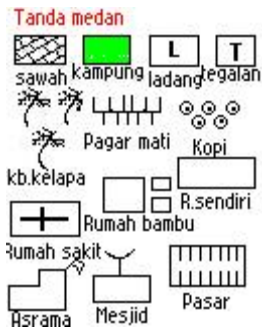 Tanda medan
L T
sawah kampung ladang tegalan
Pagar mati Kopi
kb.kelapa
R.sendiri
Rumah bambu
Rumah sakit
Asrama Mesjid Pasar